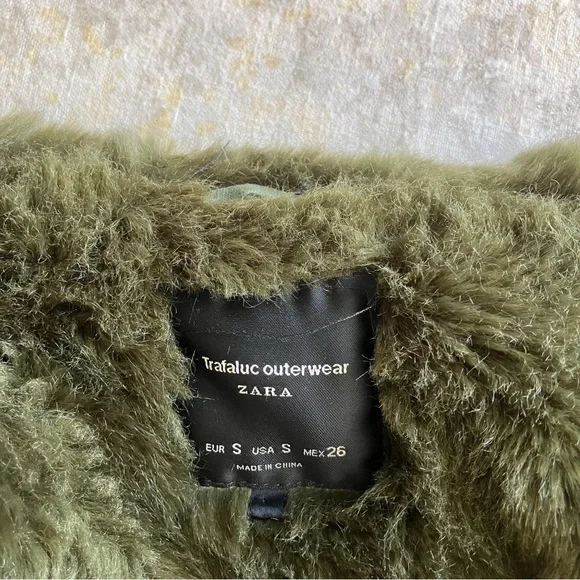 Trafaluc outerwear
ZARA
EUR S USA S MEX 26
MADE IN CHINA